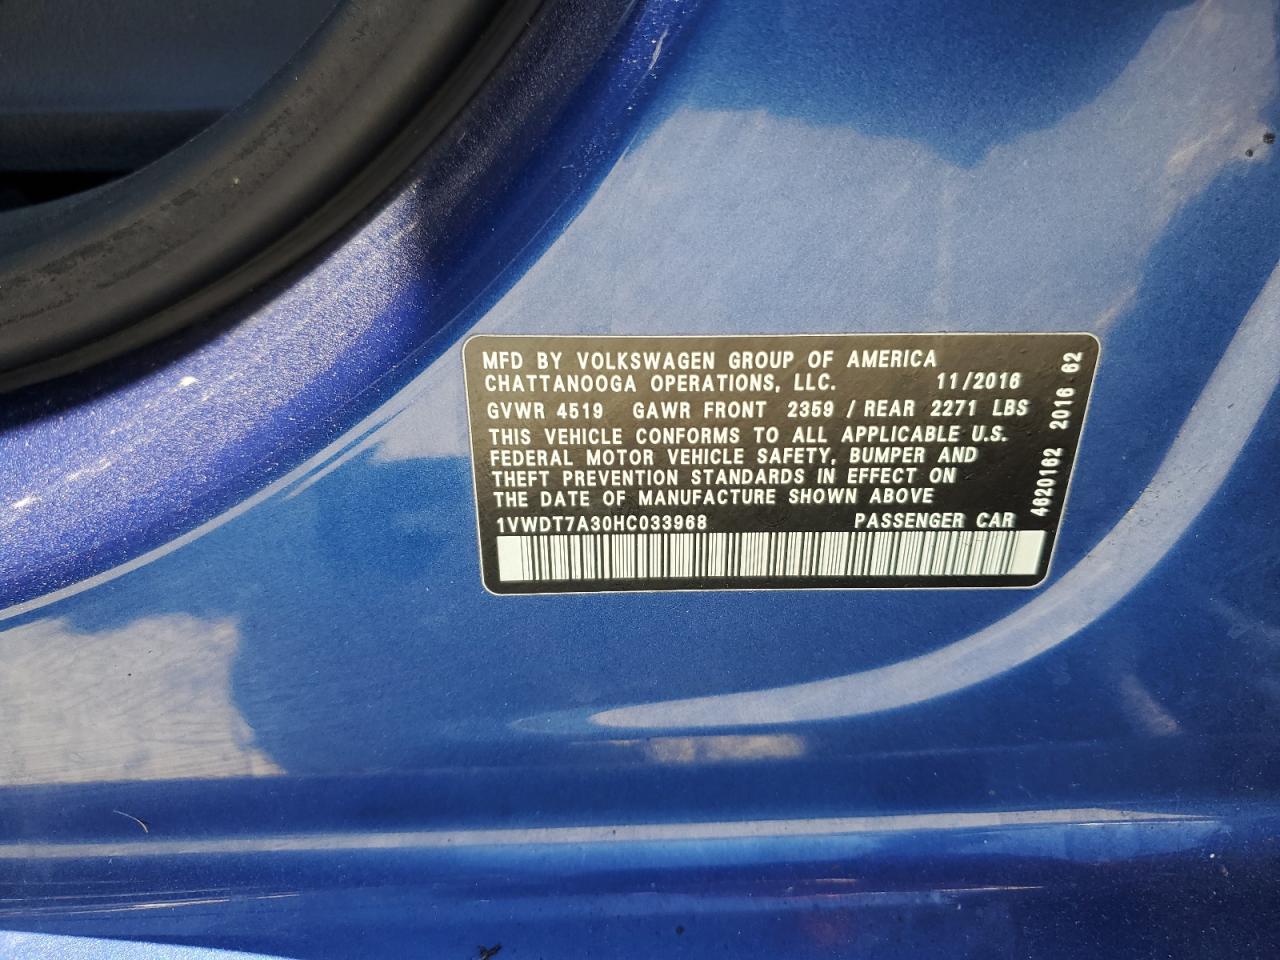 MFD BY VOLKSWAGEN GROUP OF AMERICA
CHATTANOOGA OPERATIONS, LLC. 11/2016
GVWR 4519 GAWR FRONT 2359 / REAR 2271 LBS
THIS VEHICLE CONFORMS TO ALL APPLICABLE U.S.
FEDERAL MOTOR VEHICLE SAFETY, BUMPER AND
THEFT PREVENTION STANDARDS IN EFFECT ON
THE DATE OF MANUFACTURE SHOWN ABOVE
1VWDT7A30HC033968 PASSENGER CAR
4620162 2016 62